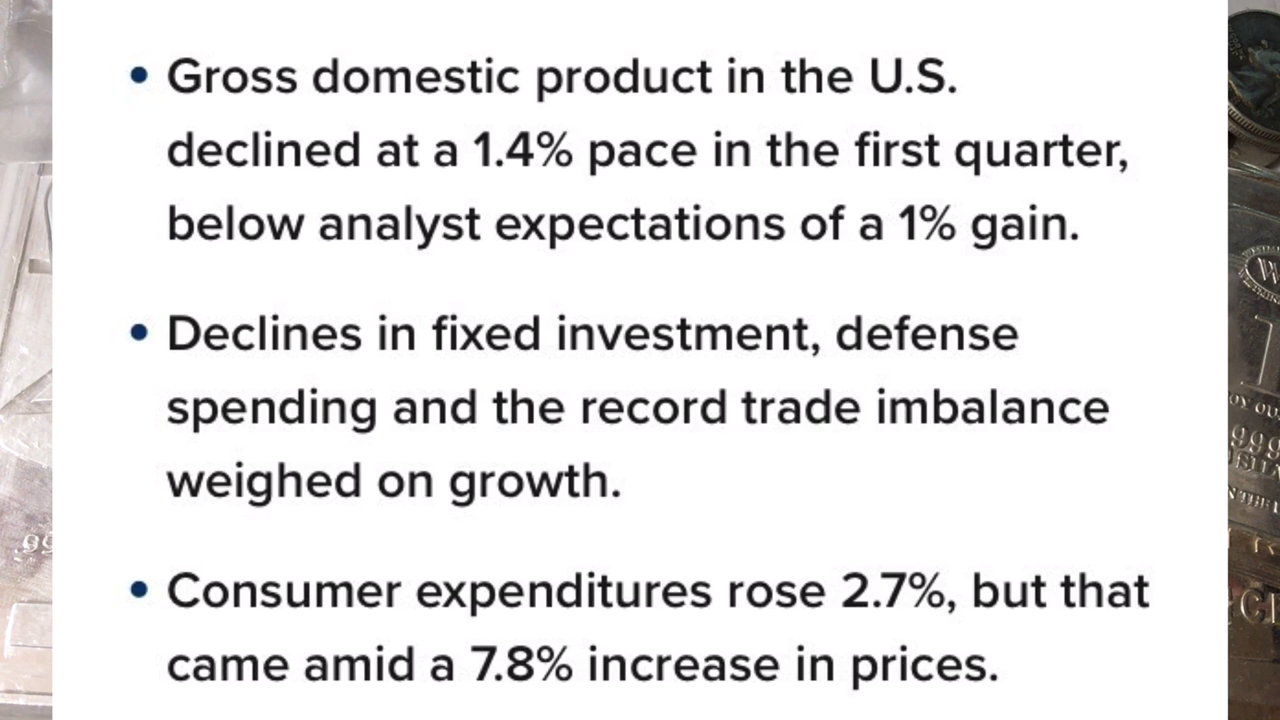 • Gross domestic product in the U.S.
declined at a 1.4% pace in the first quarter,
below analyst expectations of a 1% gain.
• Declines in fixed investment, defense
spending and the record trade imbalance
weighed on growth.
• Consumer expenditures rose 2.7%, but that
came amid a 7.8% increase in prices.